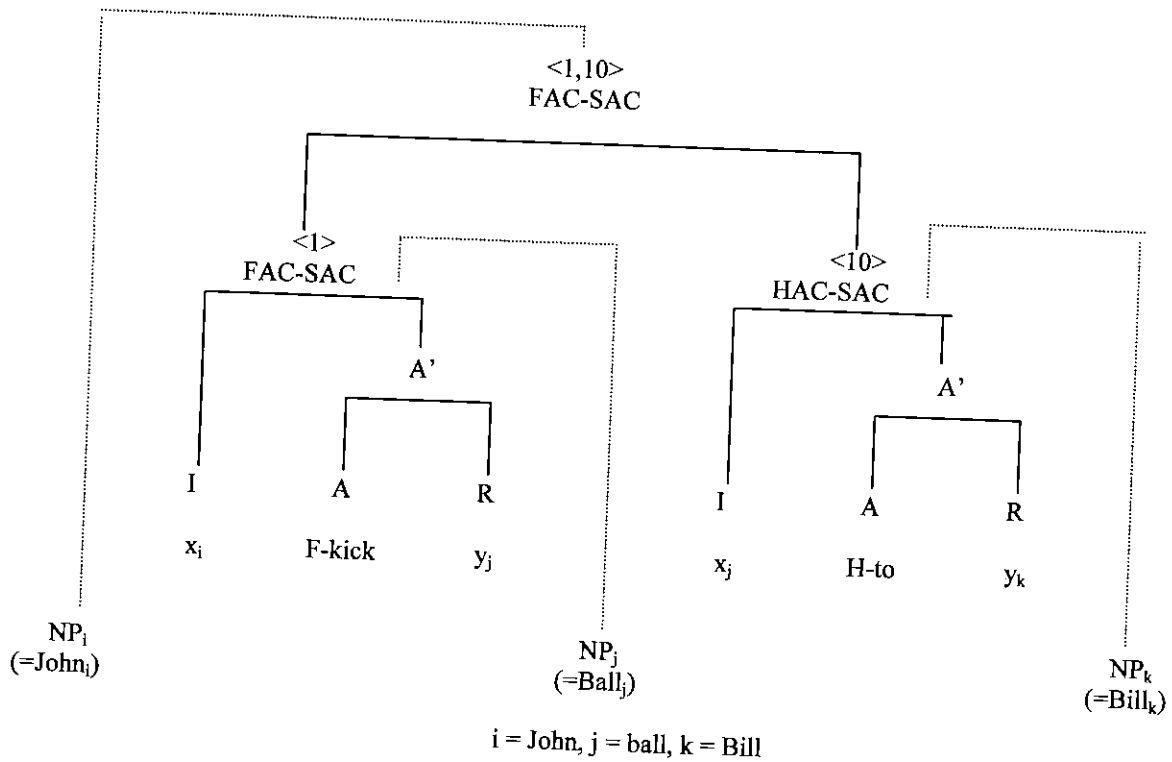 <1,10>
FAC-SAC
<1>
FAC-SAC
<10>
HAC-SAC
A’
A’
I A R
I A R
xᵢ F-kick yⱼ
xⱼ H-to yₖ
NPᵢ
(=Johnᵢ)
NPⱼ
(=Ballⱼ)
NPₖ
(=Billₖ)
i = John, j = ball, k = Bill